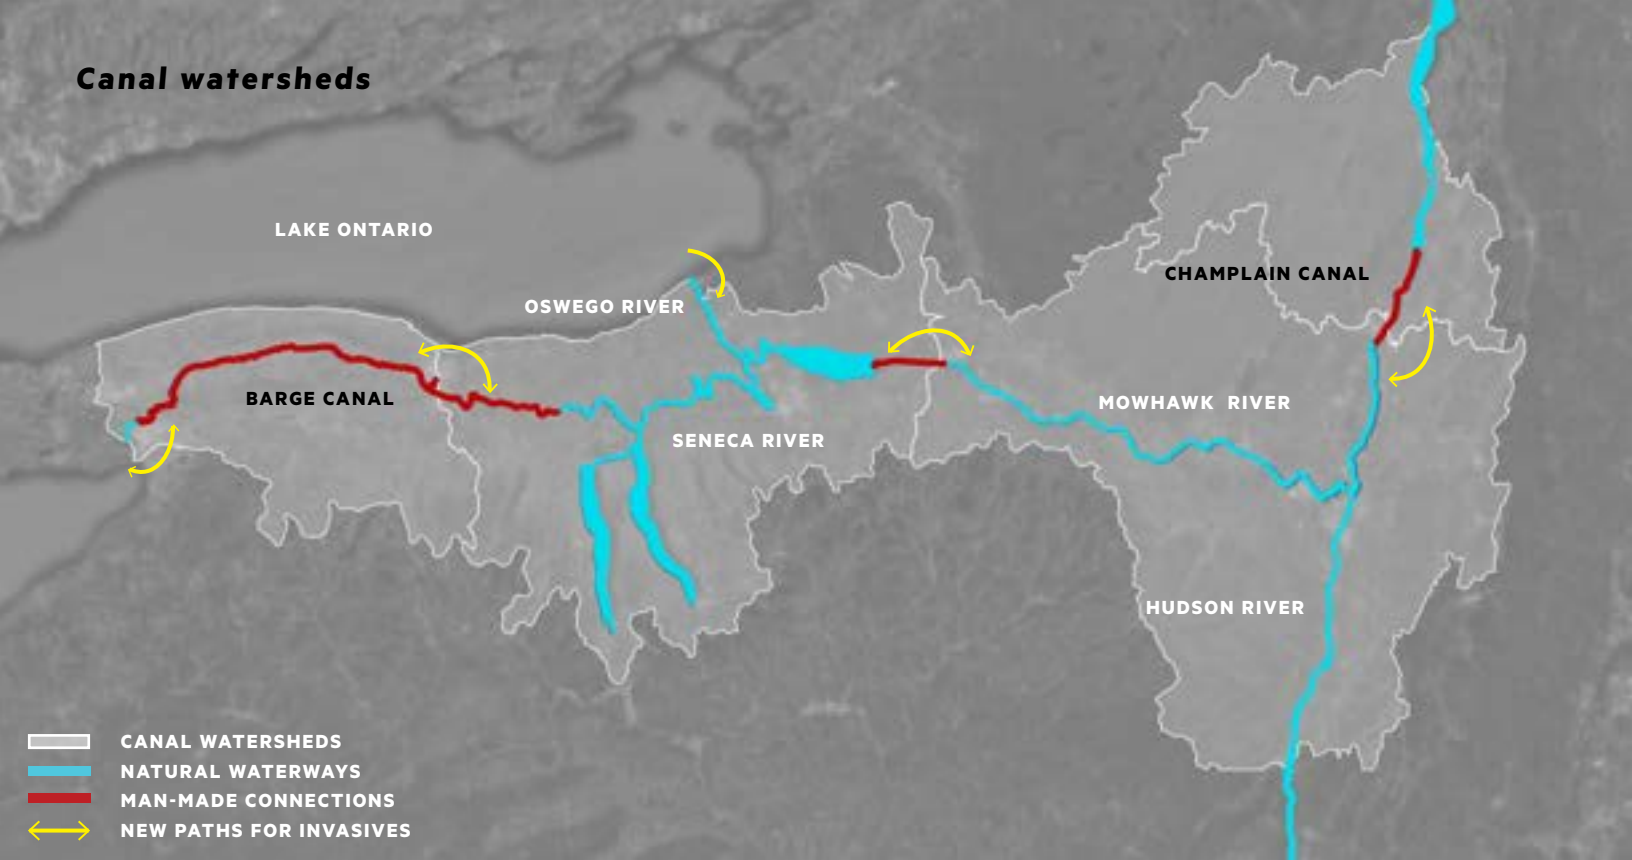 Canal watersheds
LAKE ONTARIO
CHAMPLAIN CANAL
OSWEGO RIVER
BARGE CANAL
MOWHAWK RIVER
SENECA RIVER
HUDSON RIVER
CANAL WATERSHEDS
NATURAL WATERWAYS
MAN-MADE CONNECTIONS
NEW PATHS FOR INVASIVES